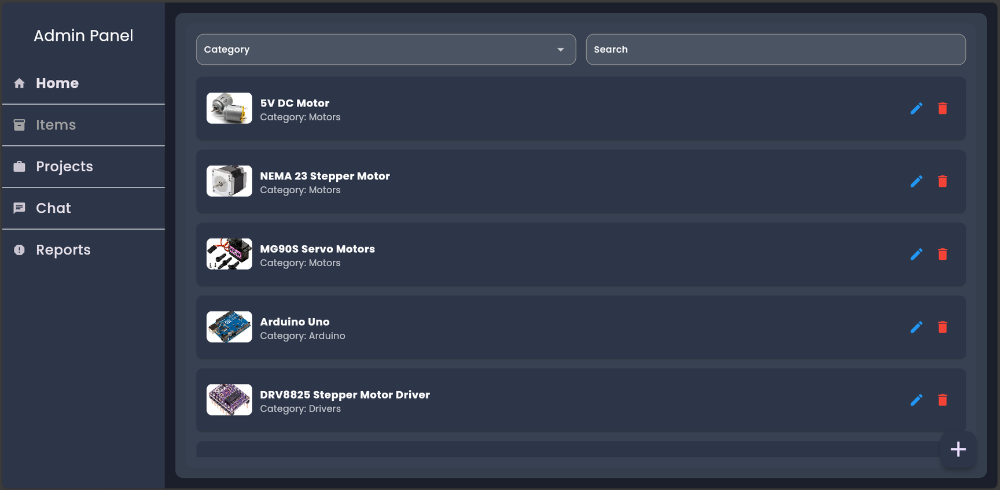 Admin Panel
Home
Items
Projects
Chat
Reports
Category
Search
5V DC Motor
Category: Motors
NEMA 23 Stepper Motor
Category: Motors
MG90S Servo Motors
Category: Motors
Arduino Uno
Category: Arduino
DRV8825 Stepper Motor Driver
Category: Drivers